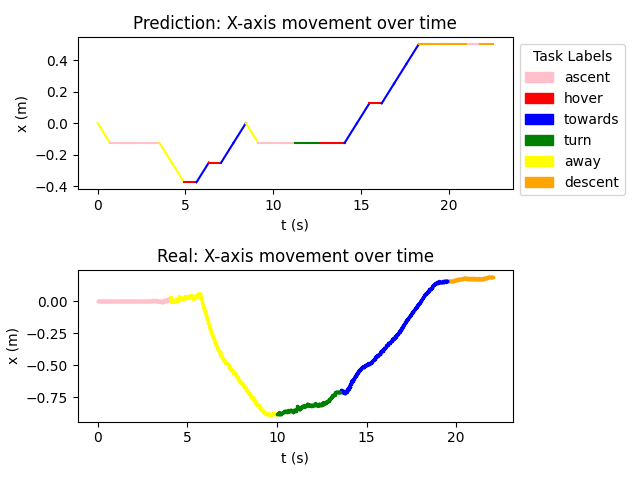 Prediction: X-axis movement over time
0.4
0.2
0.0
−0.2
−0.4
x (m)
0 5 10 15 20
t (s)
Task Labels
ascent
hover
towards
turn
away
descent
Real: X-axis movement over time
0.00
−0.25
−0.50
−0.75
x (m)
0 5 10 15 20
t (s)